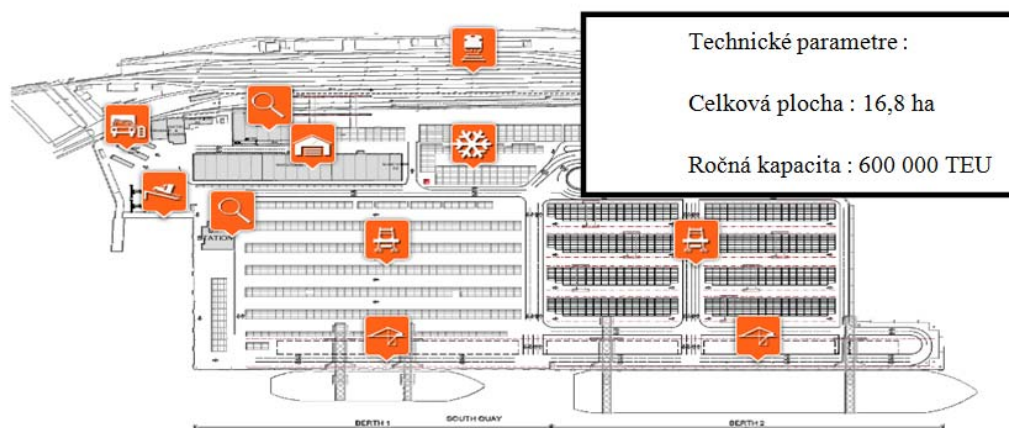 Technické parametre :
Celková plocha : 16,8 ha
Ročná kapacita : 600 000 TEU
STATION
SOUTH QUAY
BERTH 1
BERTH 2